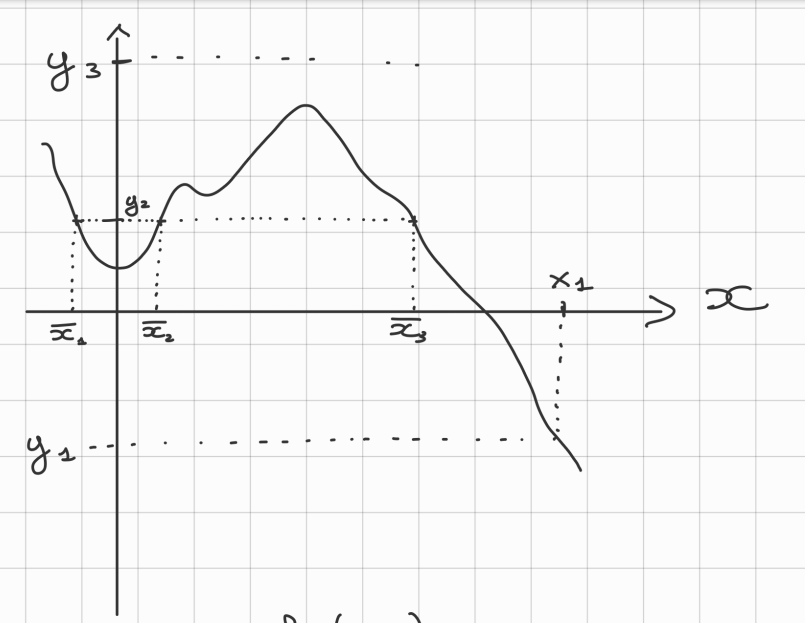 y₃
y₂
x₁
x
x̅₁ x̅₂ x̅₃
y₁